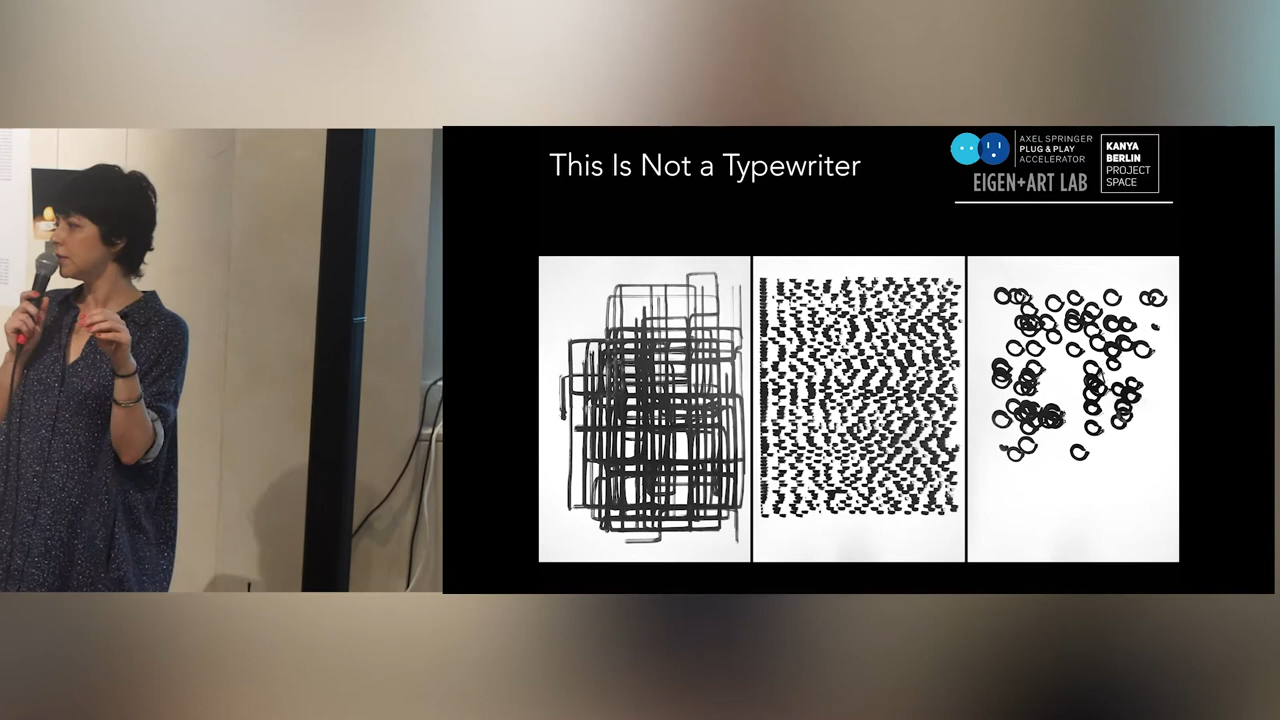 This Is Not a Typewriter
AXEL SPRINGER
PLUG & PLAY
ACCELERATOR
EIGEN+ART LAB
KANYA
BERLIN
PROJECT
SPACE